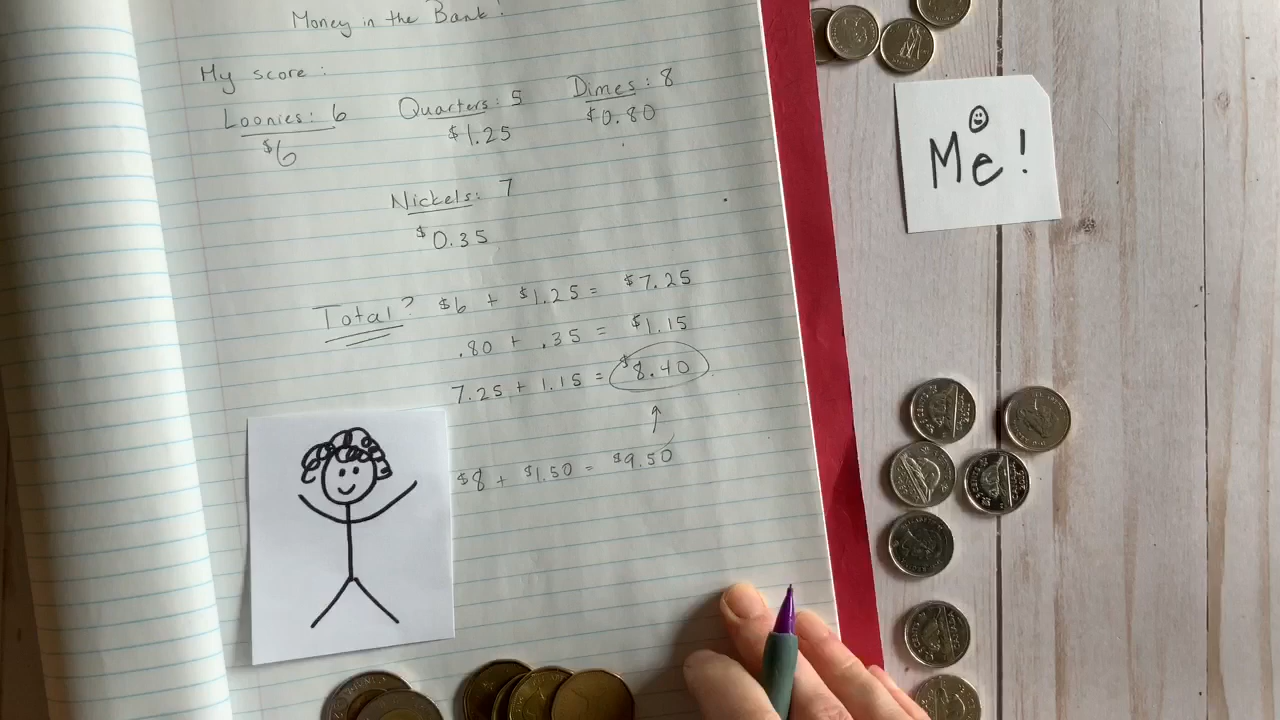 Money in the Bank!
My score:
Loonies: 6 Quarters: 5 Dimes: 8
$6 $1.25 $0.80
Nickels: 7
$0.35
Total? $6 + $1.25 = $7.25
.80 + .35 = $1.15
7.25 + 1.15 = $8.40
$8 + $1.50 = $9.50
Me!